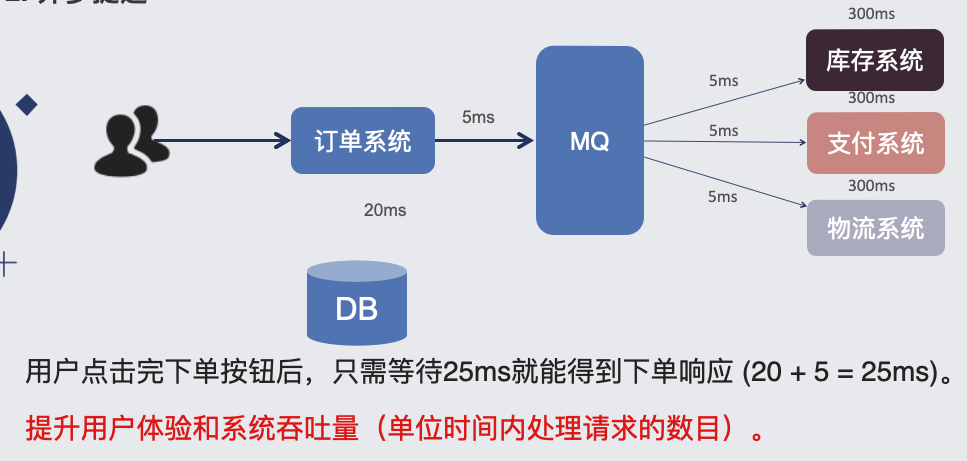 300ms
库存系统
5ms
300ms
5ms
订单系统
MQ
5ms
支付系统
300ms
5ms
20ms
物流系统
DB
用户点击完下单按钮后，只需等待25ms就能得到下单响应 (20 + 5 = 25ms)。
提升用户体验和系统吞吐量（单位时间内处理请求的数目）。